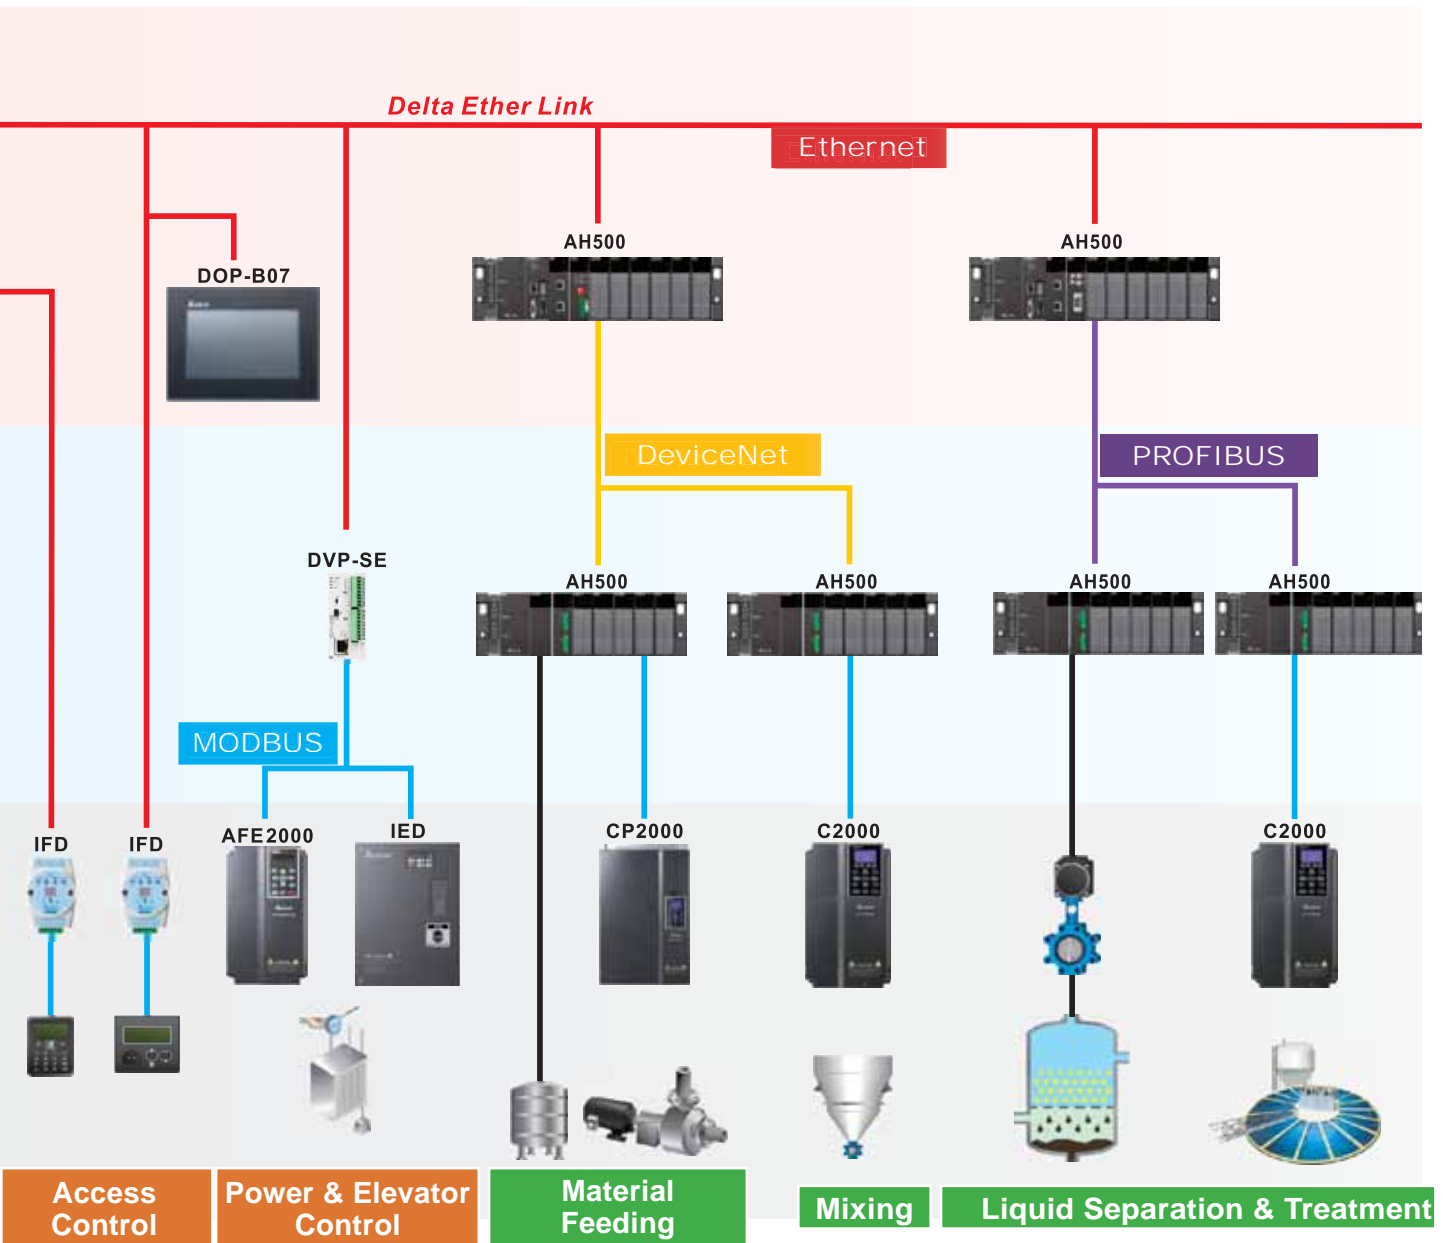 Delta Ether Link
Ethernet
AH500
AH500
DOP-B07
DeviceNet
PROFIBUS
DVP-SE
AH500
AH500
AH500
AH500
MODBUS
IFD
IFD
AFE2000
IED
CP2000
C2000
C2000
Access
Control
Power & Elevator
Control
Material
Feeding
Mixing
Liquid Separation & Treatment